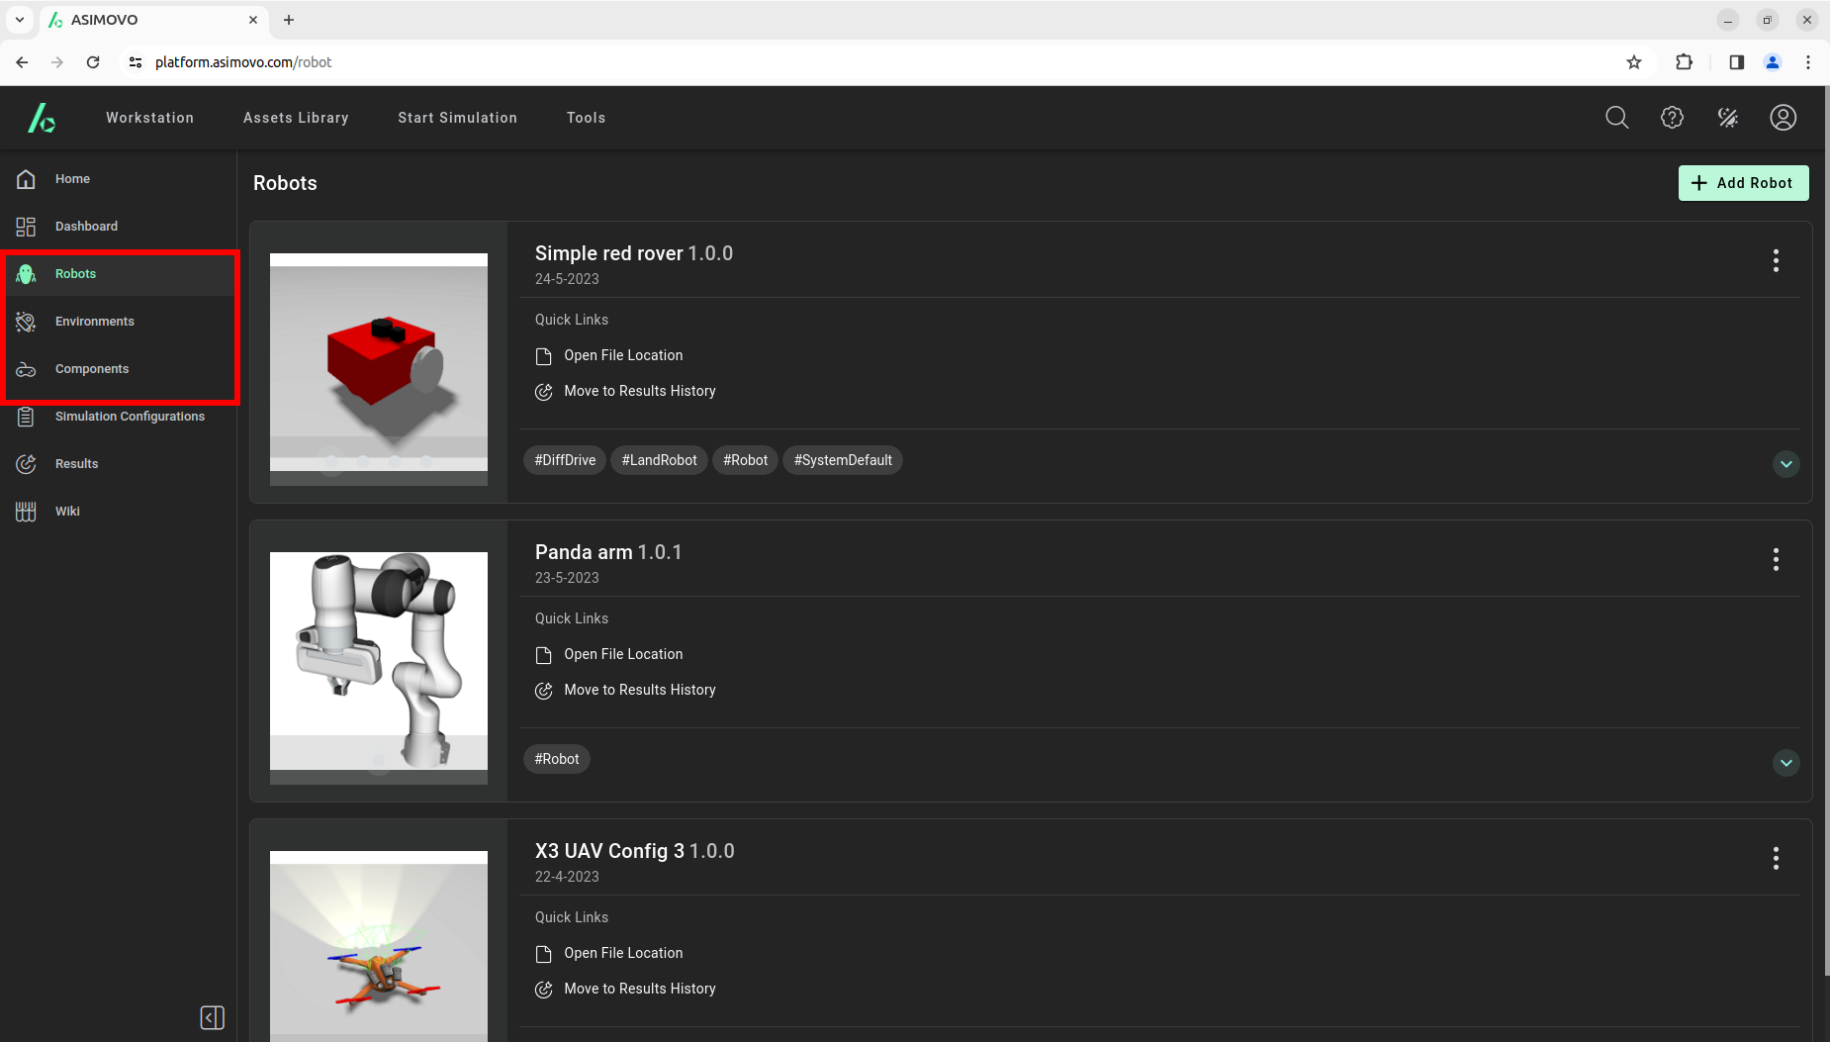 ASIMOVO
platform.asimovo.com/robot
Workstation
Assets Library
Start Simulation
Tools
Home
Dashboard
Robots
Environments
Components
Simulation Configurations
Results
Wiki
Robots
Add Robot
Simple red rover 1.0.0
24-5-2023
Quick Links
Open File Location
Move to Results History
#DiffDrive #LandRobot #Robot #SystemDefault
Panda arm 1.0.1
23-5-2023
Quick Links
Open File Location
Move to Results History
#Robot
X3 UAV Config 3 1.0.0
22-4-2023
Quick Links
Open File Location
Move to Results History